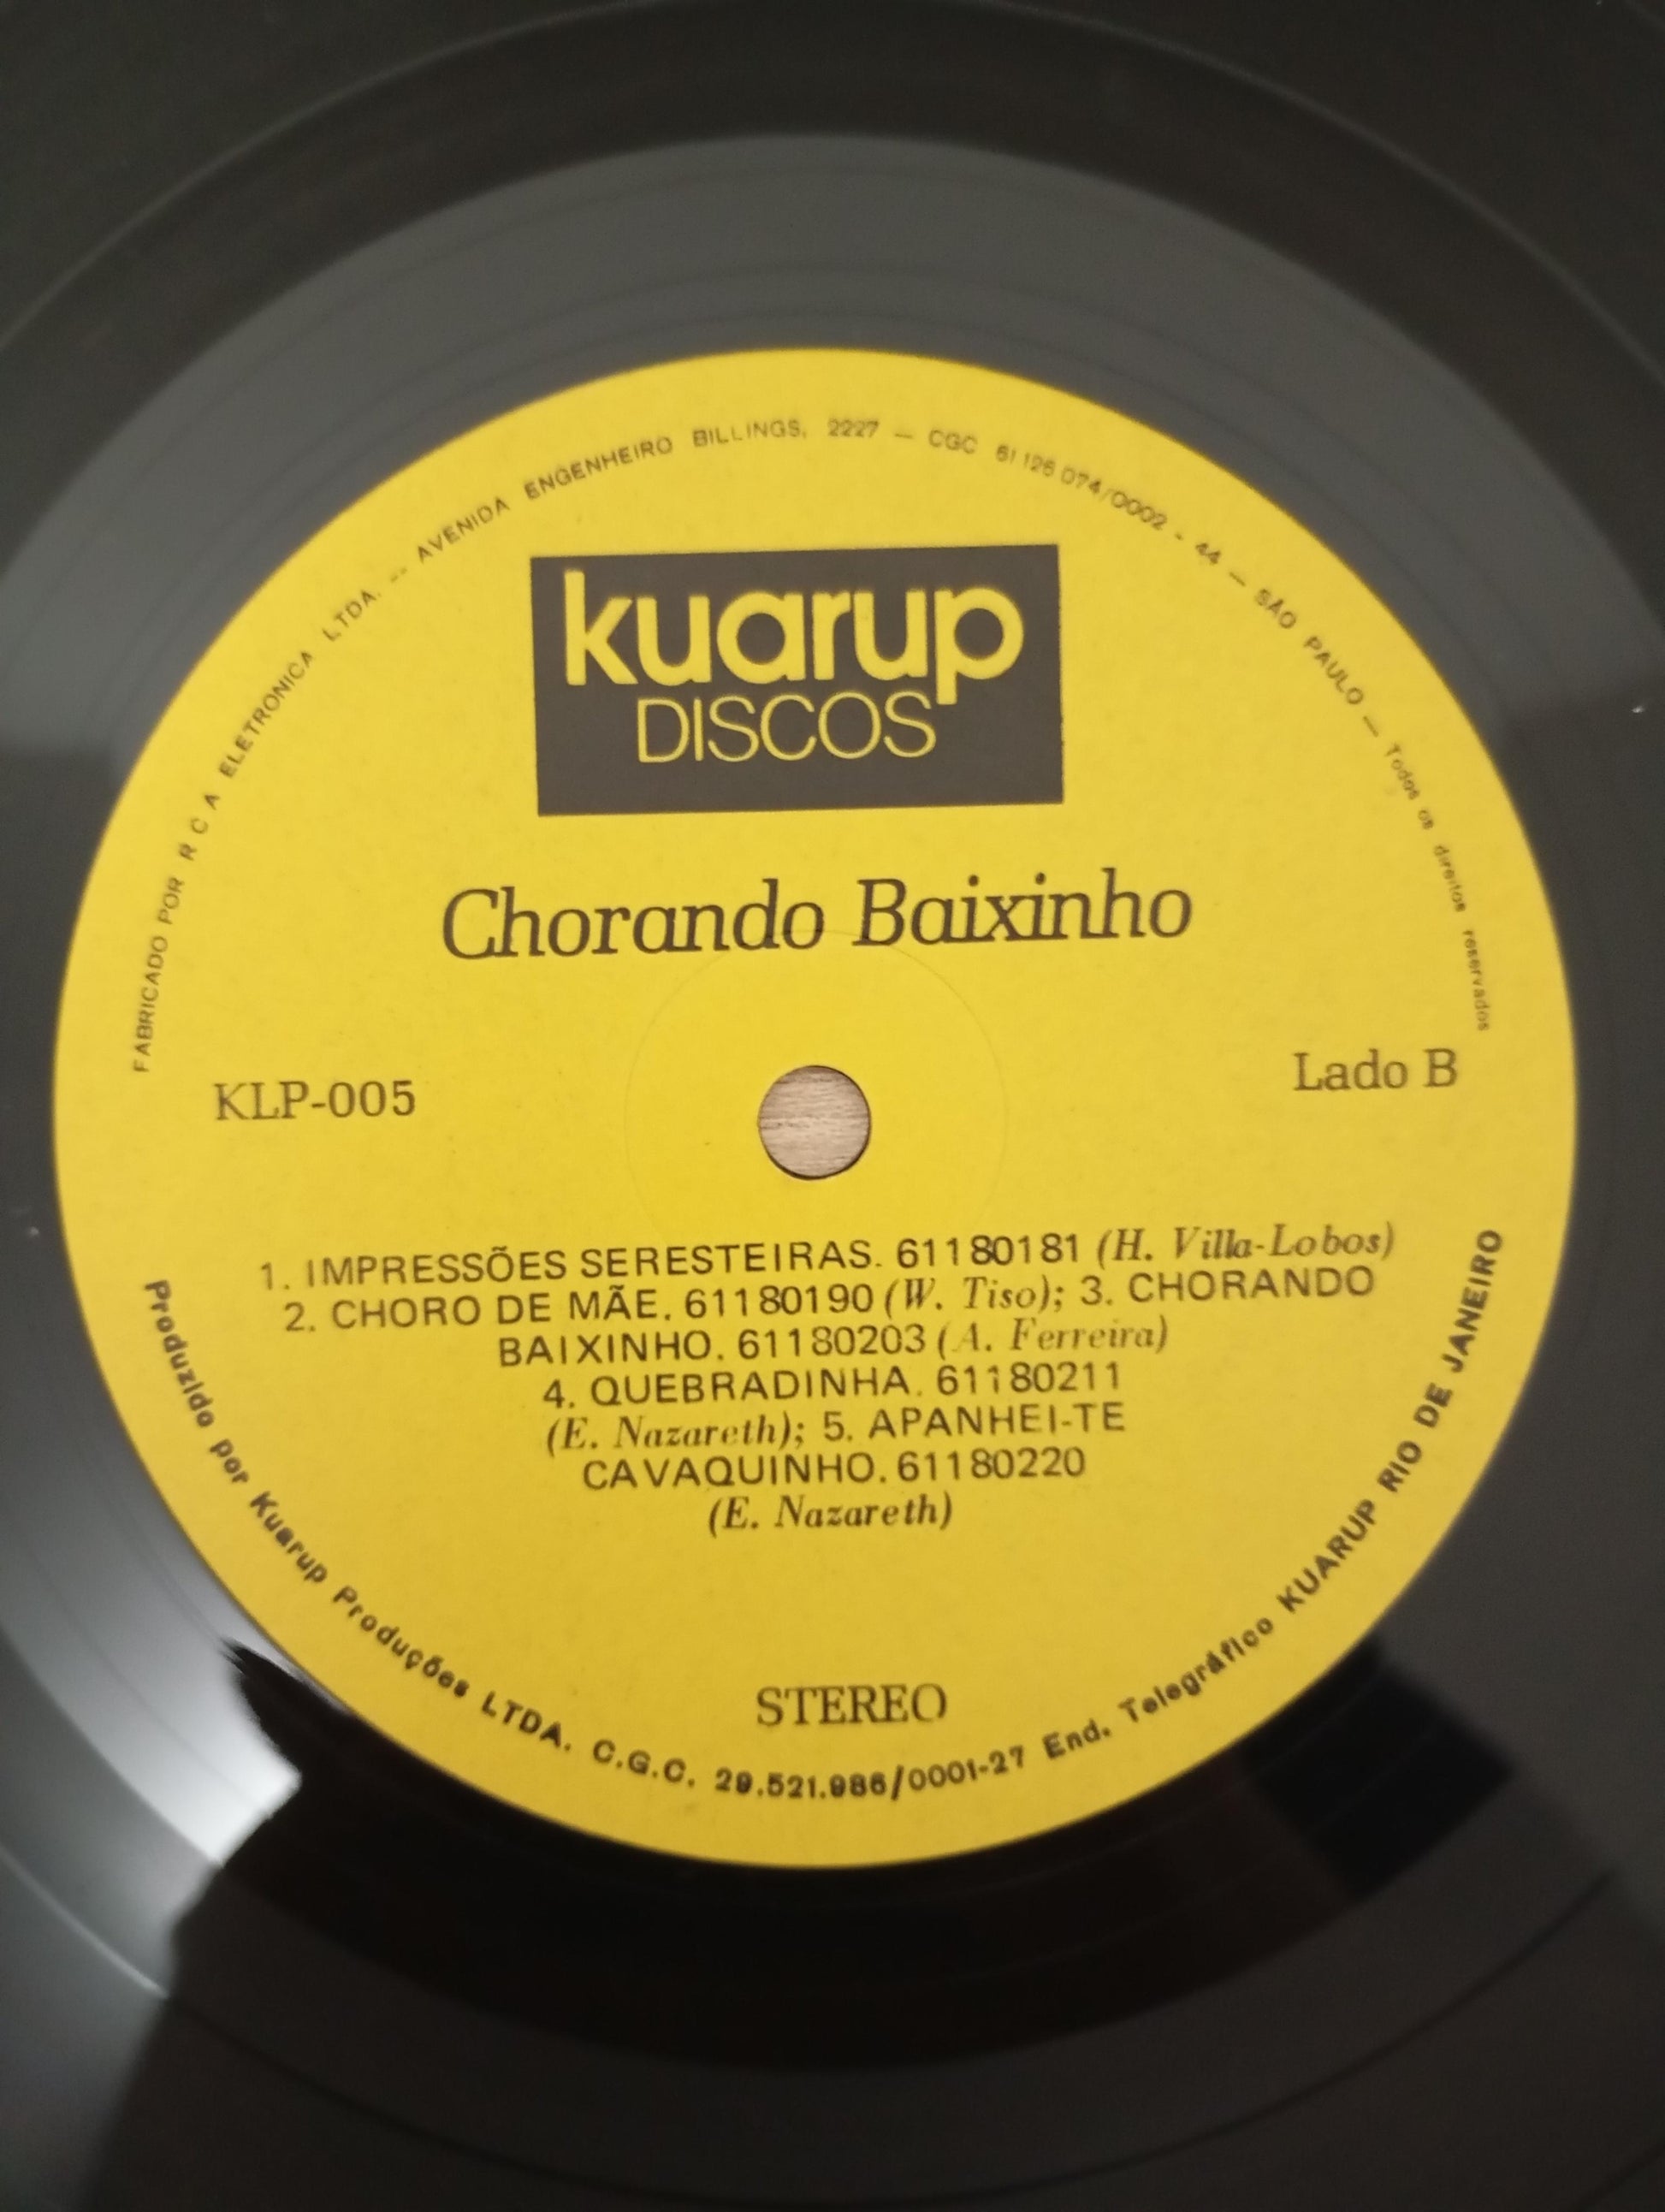 FABRICADO POR R C A ELETRONICA LTDA. -- AVENIDA ENGENHEIRO BILLINGS, 2227 — CGC 61 126 074/0002 - 44 — SÃO PAULO — Todos os direitos reservados
kuarup
DISCOS
Chorando Baixinho
KLP-005
Lado B
1. IMPRESSÕES SERESTEIRAS. 61180181 (H. Villa-Lobos)
2. CHORO DE MÃE. 61180190 (W. Tiso); 3. CHORANDO
BAIXINHO. 61180203 (A. Ferreira)
4. QUEBRADINHA. 61180211
(E. Nazareth); 5. APANHEI-TE
CAVAQUINHO. 61180220
(E. Nazareth)
STEREO
Produzido por Kuarup Produções LTDA. C.G.C. 29.521.986/0001-27 End. Telegráfico KUARUP RIO DE JANEIRO